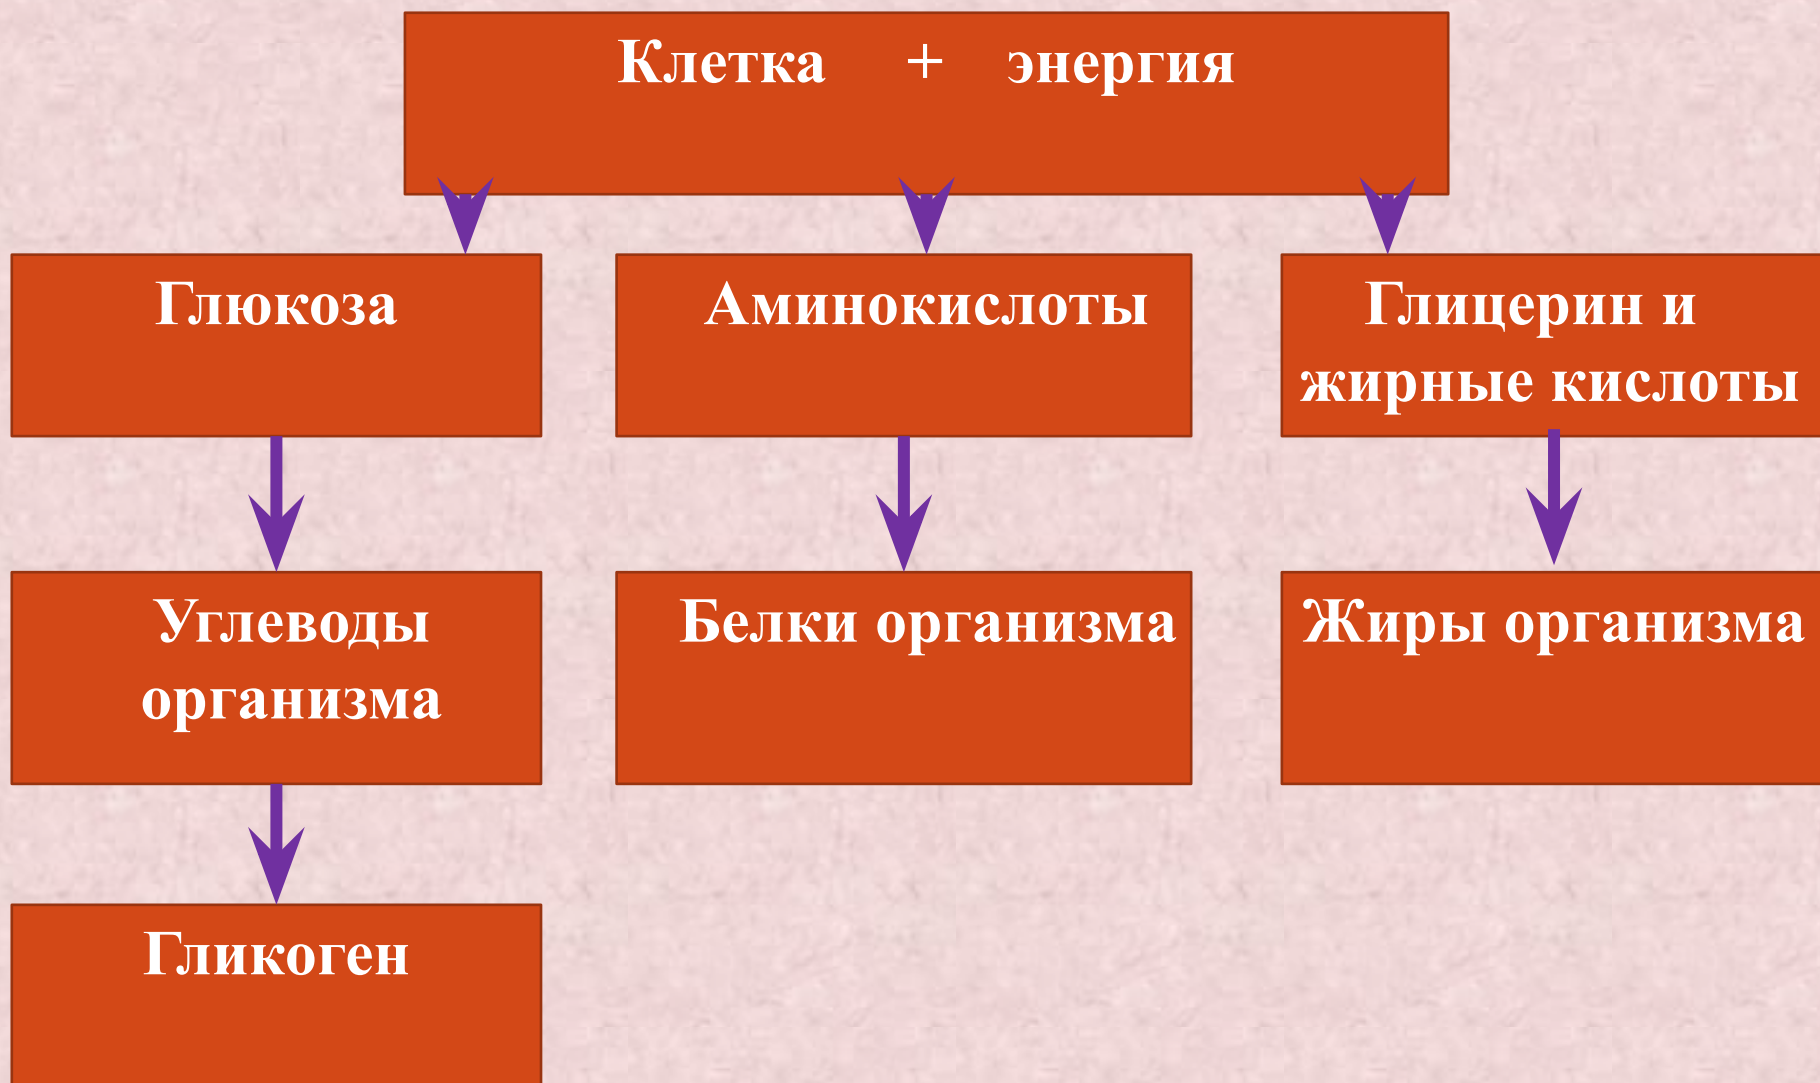 Клетка + энергия
Глюкоза
Аминокислоты
Глицерин и
жирные кислоты
Углеводы
организма
Белки организма
Жиры организма
Гликоген